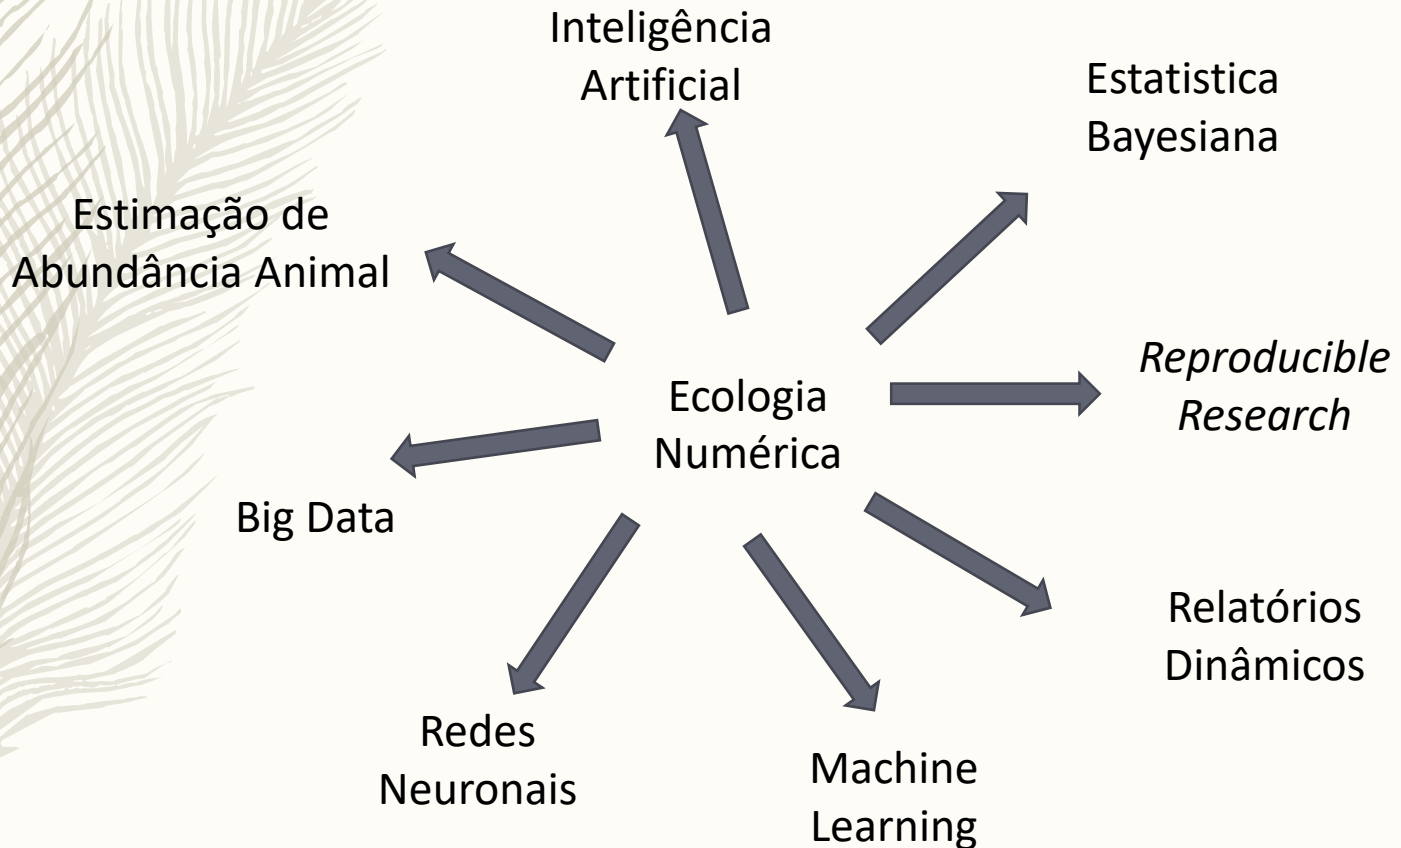 Inteligência
Artificial
Estatistica
Bayesiana
Estimação de
Abundância Animal
Reproducible
Research
Ecologia
Numérica
Big Data
Relatórios
Dinâmicos
Redes
Neuronais
Machine
Learning